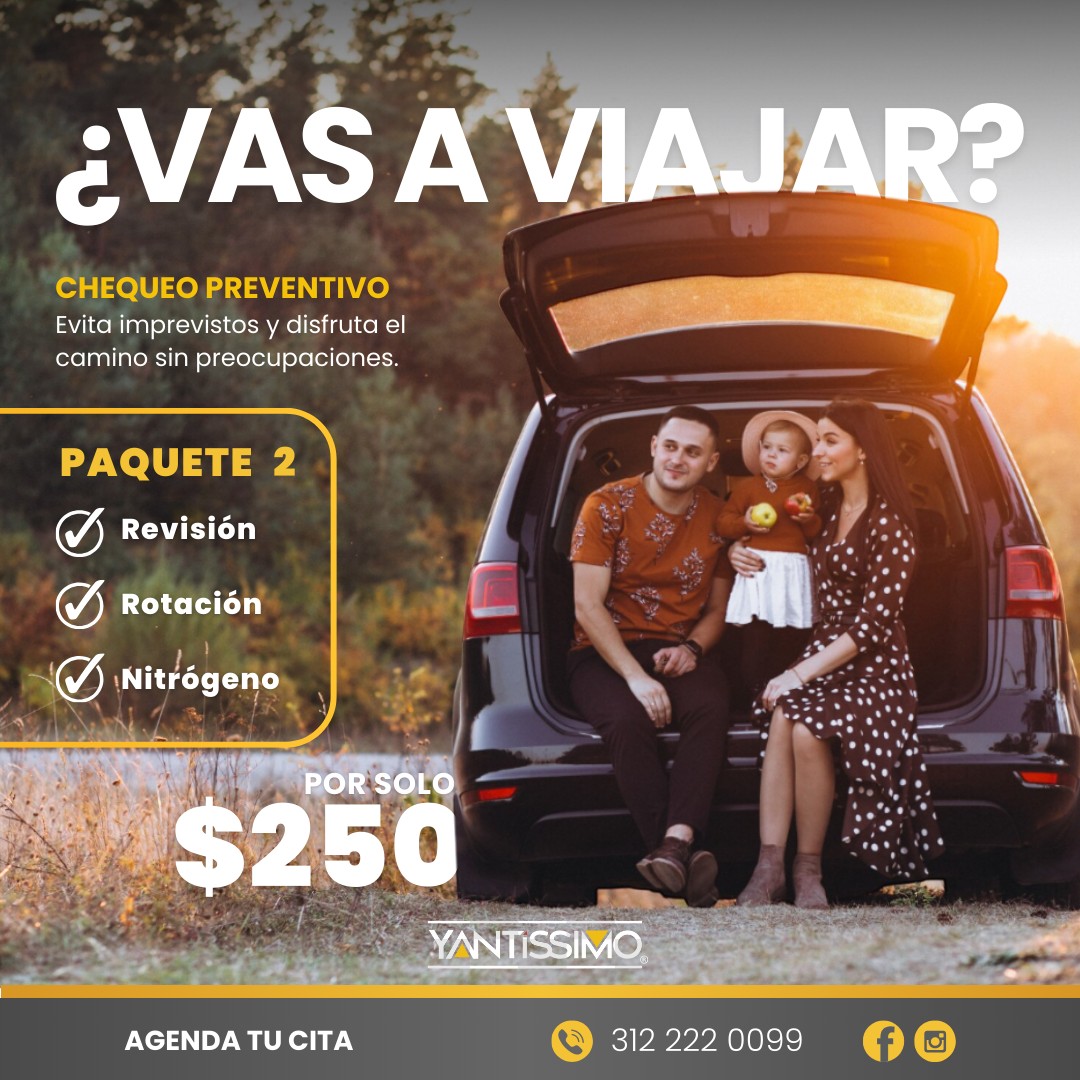 ¿VAS A VIAJAR?
CHEQUEO PREVENTIVO
Evita imprevistos y disfruta el
camino sin preocupaciones.
PAQUETE 2
Revisión
Rotación
Nitrógeno
POR SOLO
$250
YANTiSSIMO®
AGENDA TU CITA
312 222 0099